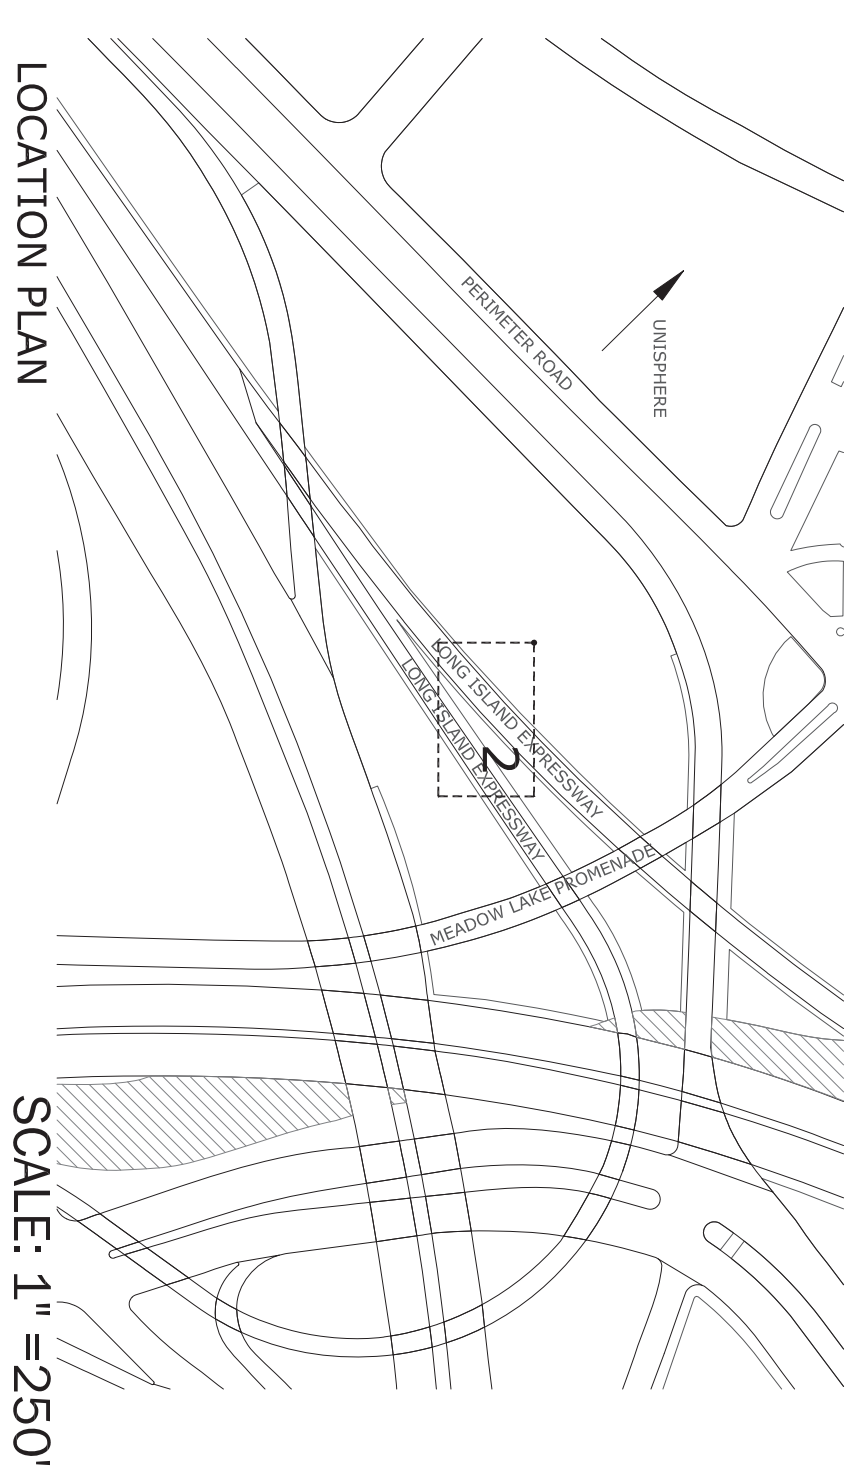 LOCATION PLAN
SCALE: 1" =250'
UNISPHERE
PERIMETER ROAD
LONG ISLAND EXPRESSWAY
LONG ISLAND EXPRESSWAY
2
MEADOW LAKE PROMENADE